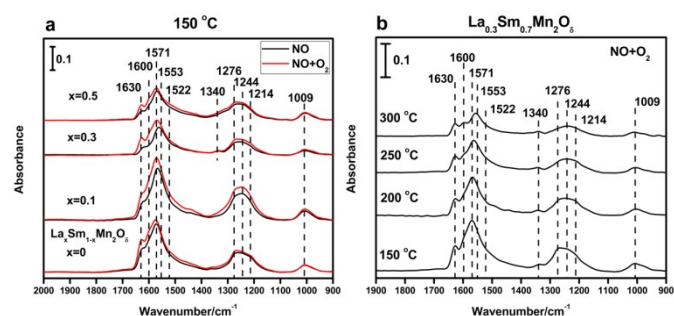 a
150 °C
0.1
1571
1600
1553
1630
1522
1276
1244
1340
1214
1009
NO
NO+O2
x=0.5
x=0.3
x=0.1
LaxSm1-xMn2Oδ
x=0
Absorbance
2000 1900 1800 1700 1600 1500 1400 1300 1200 1100 1000 900
Wavenumber/cm-1
b
La0.3Sm0.7Mn2Oδ
NO+O2
0.1
1600
1571
1630
1553
1522
1276
1244
1340
1214
1009
300 °C
250 °C
200 °C
150 °C
Absorbance
1900 1800 1700 1600 1500 1400 1300 1200 1100 1000 900
Wavenumber/cm-1